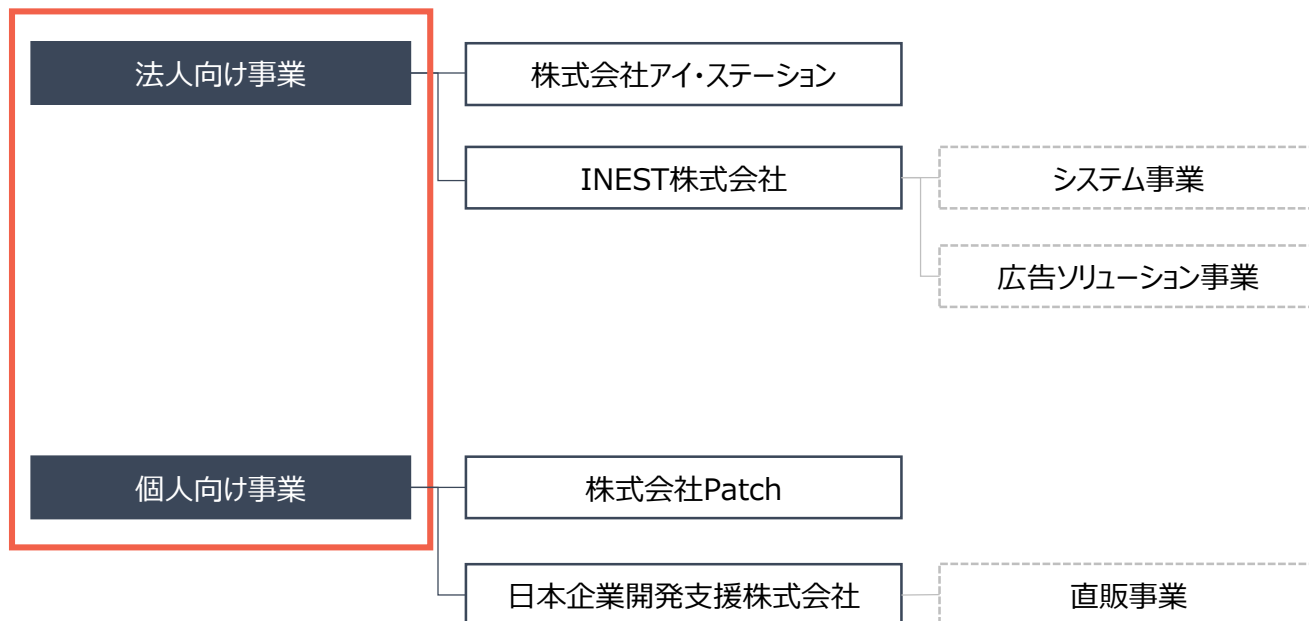 法人向け事業
株式会社アイ・ステーション
INEST株式会社
システム事業
広告ソリューション事業
個人向け事業
株式会社Patch
日本企業開発支援株式会社
直販事業